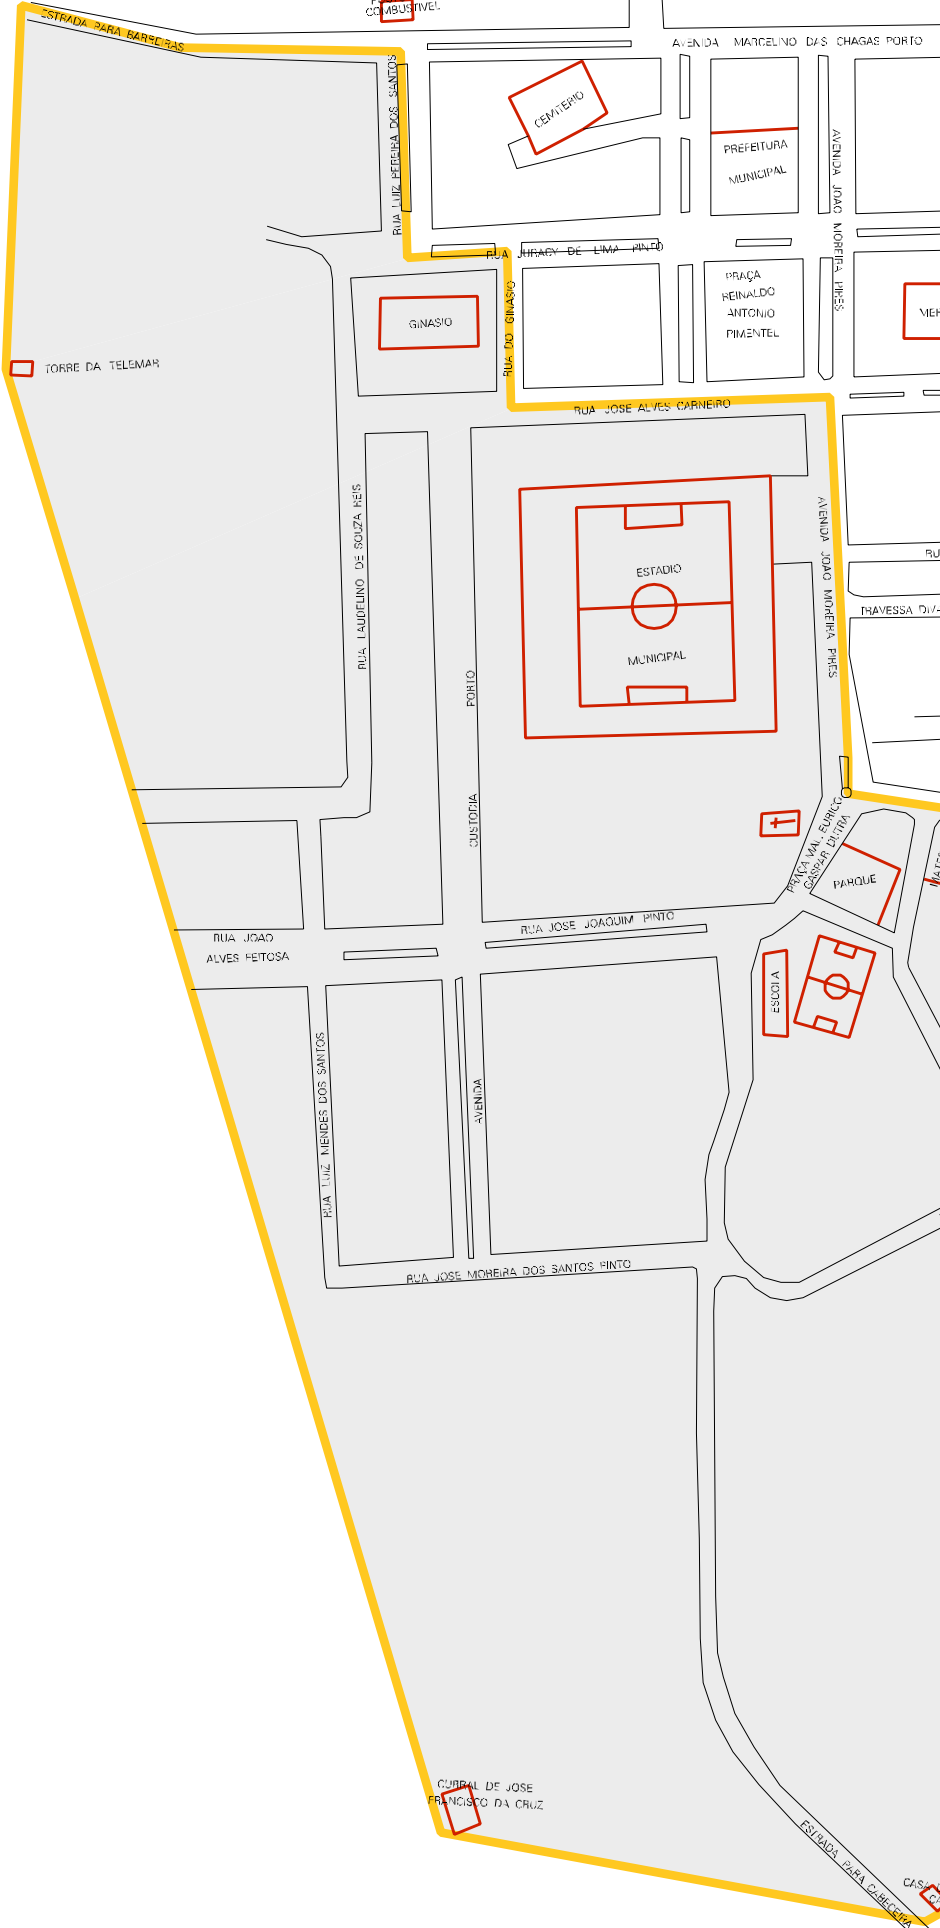 COMBUSTIVEL
ESTRADA PARA BARREIRAS
AVENIDA MARCELINO DAS CHAGAS PORTO
RUA LUIZ PEREIRA DOS SANTOS
CEMITERIO
PREFEITURA
MUNICIPAL
AVENIDA JOAO MOREIRA PIRES
RUA JURACY DE LIMA PINTO
RUA DO GINASIO
PRAÇA
REINALDO
ANTONIO
PIMENTEL
GINASIO
MER
TORRE DA TELEMAR
RUA JOSE ALVES CARNEIRO
RUA LAUDELINO DE SOUZA REIS
AVENIDA JOAO MOREIRA PIRES
RU
ESTADIO
MUNICIPAL
TRAVESSA
PORTO
CUSTODIA
AVENIDA
PRAÇA MAL. EURICO
GASPAR DUTRA
PARQUE
RUA JOSE JOAQUIM PINTO
RUA JOAO
ALVES FEITOSA
ESCOLA
RUA LUIZ MENDES DOS SANTOS
RUA JOSE MOREIRA DOS SANTOS PINTO
CURRAL DE JOSE
FRANCISCO DA CRUZ
ESTRADA PARA CABECEIRA
CASA